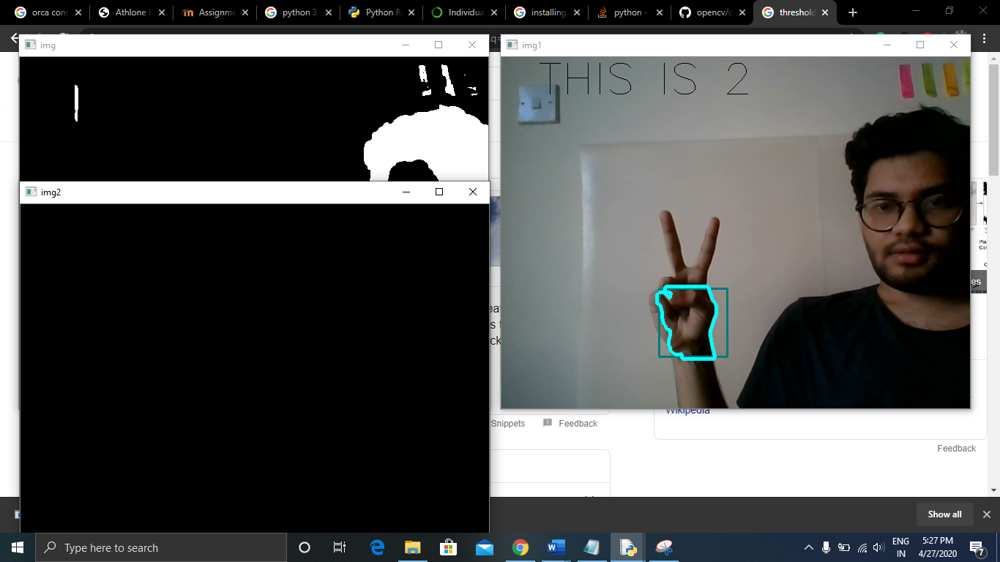 orca cons
Athlone I
Assignme
python 3.
Python R
Individua
installing
python -
opencv/o
threshold
img
img1
THIS IS 2
img2
es
Wikipedia
Snippets
Feedback
Feedback
Show all
Type here to search
ENG
IN
5:27 PM
4/27/2020
7